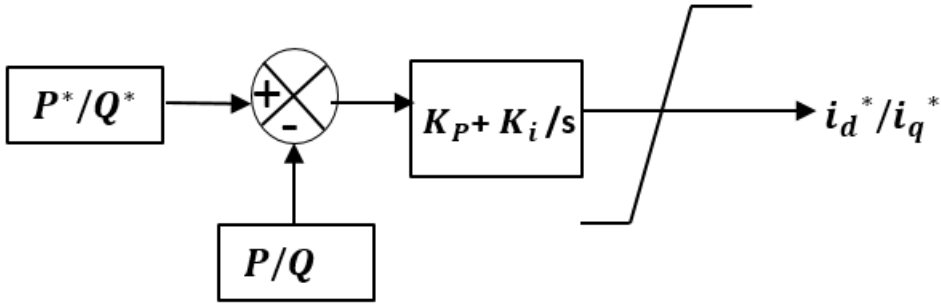 P*/Q*
+
-
K_P + K_i /s
i_d*/i_q*
P/Q